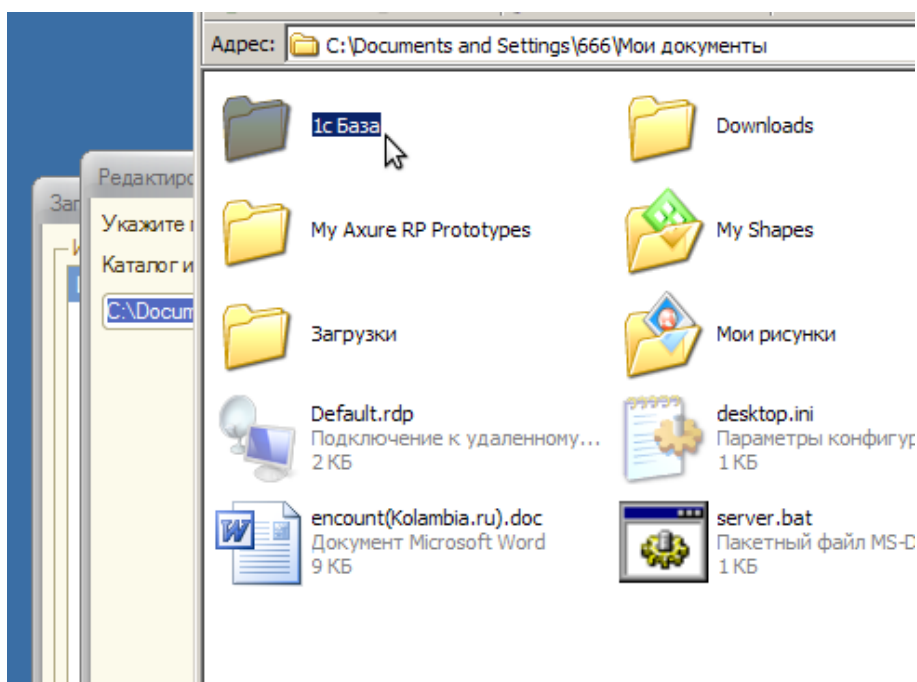 Адрес: C:\Documents and Settings\666\Мои документы
1с База
Downloads
Редактиро
Заг
Укажите
My Axure RP Prototypes
My Shapes
Каталог и
C:\Docum
Загрузки
Мои рисунки
Default.rdp
Подключение к удаленному...
2 КБ
desktop.ini
Параметры конфигур
1 КБ
encount(Kolambia.ru).doc
Документ Microsoft Word
9 КБ
server.bat
Пакетный файл MS-D
1 КБ